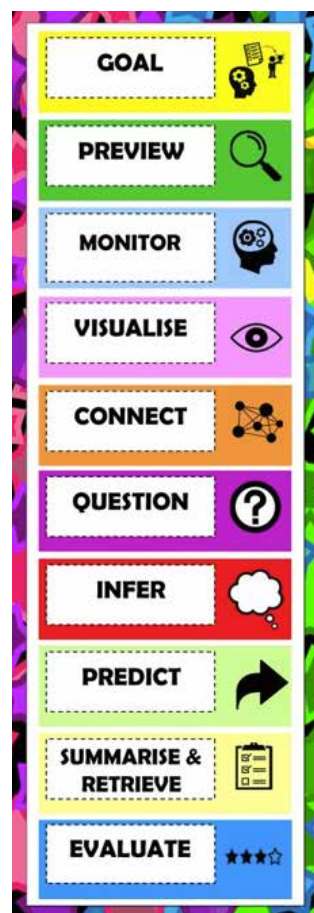 GOAL
PREVIEW
MONITOR
VISUALISE
CONNECT
QUESTION
?
INFER
PREDICT
SUMMARISE &
RETRIEVE
EVALUATE